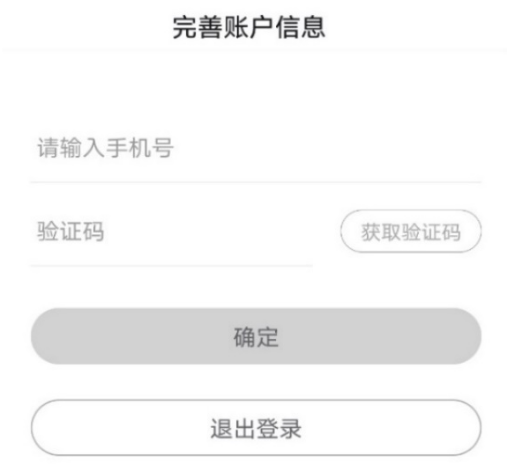 完善账户信息
请输入手机号
验证码 获取验证码
确定
退出登录